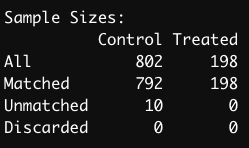 Sample Sizes:
Control Treated
All 802 198
Matched 792 198
Unmatched 10 0
Discarded 0 0